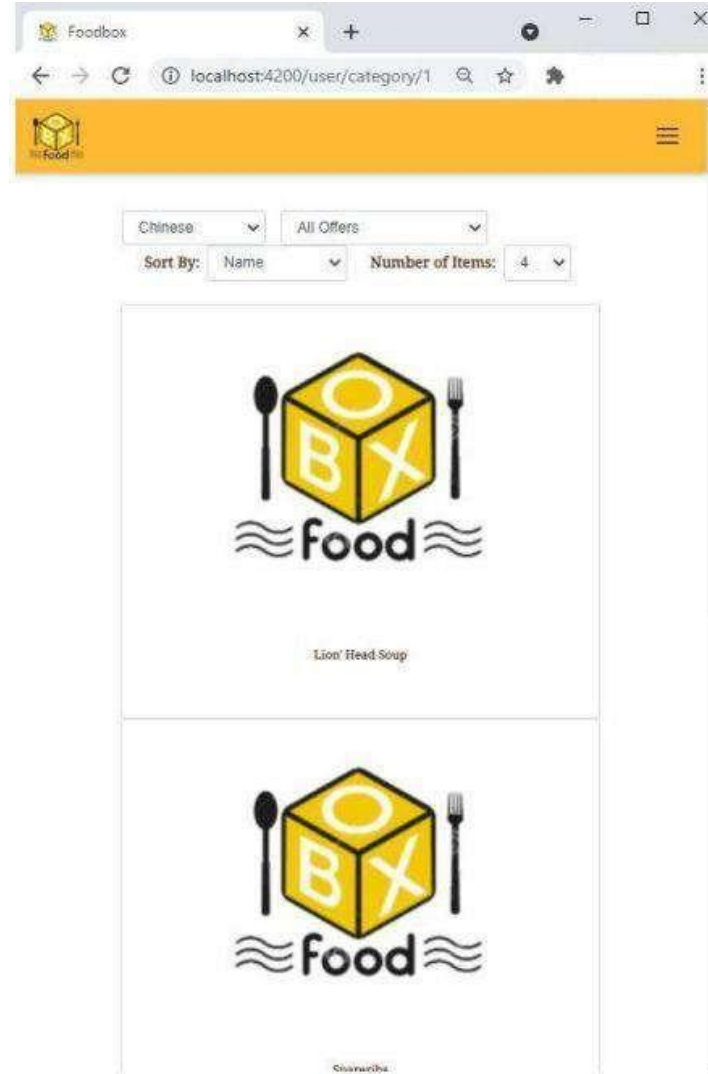 Foodbox
localhost:4200/user/category/1
food
Chinese All Offers
Sort By: Name Number of Items: 4
O
B X
food
Lion' Head Soup
O
B X
food